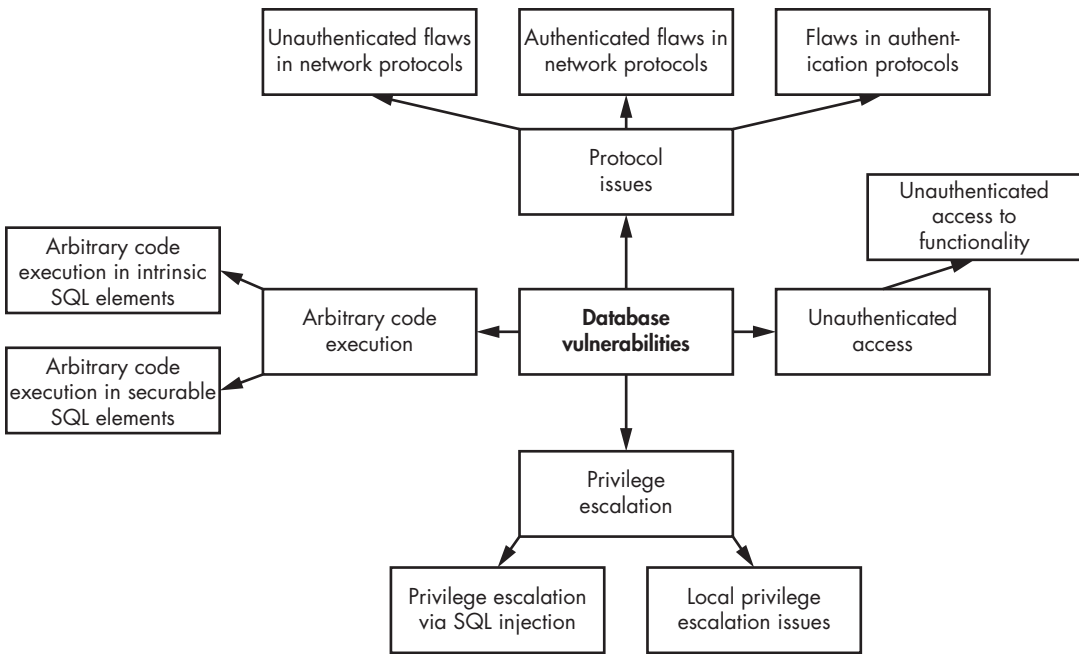 Unauthenticated flaws
in network protocols
Authenticated flaws in
network protocols
Flaws in authent-
ication protocols
Protocol
issues
Unauthenticated
access to
functionality
Arbitrary code
execution in intrinsic
SQL elements
Arbitrary code
execution
Database
vulnerabilities
Unauthenticated
access
Arbitrary code
execution in securable
SQL elements
Privilege
escalation
Privilege escalation
via SQL injection
Local privilege
escalation issues